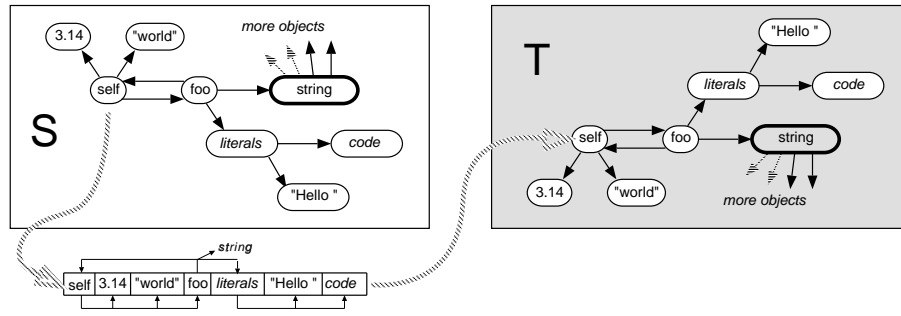 3.14
"world"
more objects
self
foo
string
S
literals
code
"Hello "
T
"Hello "
literals
code
self
foo
string
3.14
"world"
more objects
string
self 3.14 "world" foo literals "Hello " code